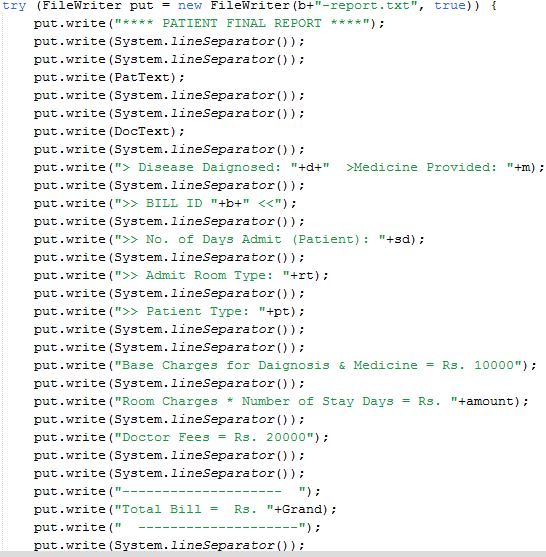 try (FileWriter put = new FileWriter(b+"-report.txt", true)) {
put.write("**** PATIENT FINAL REPORT ****");
put.write(System.lineSeparator());
put.write(System.lineSeparator());
put.write(PatText);
put.write(System.lineSeparator());
put.write(System.lineSeparator());
put.write(DocText);
put.write(System.lineSeparator());
put.write("> Disease Daignosed: "+d+"  >Medicine Provided: "+m);
put.write(System.lineSeparator());
put.write(">> BILL ID "+b+" <<");
put.write(System.lineSeparator());
put.write(">> No. of Days Admit (Patient): "+sd);
put.write(System.lineSeparator());
put.write(">> Admit Room Type: "+rt);
put.write(System.lineSeparator());
put.write(">> Patient Type: "+pt);
put.write(System.lineSeparator());
put.write(System.lineSeparator());
put.write("Base Charges for Daignosis & Medicine = Rs. 10000");
put.write(System.lineSeparator());
put.write("Room Charges * Number of Stay Days = Rs. "+amount);
put.write(System.lineSeparator());
put.write("Doctor Fees = Rs. 20000");
put.write(System.lineSeparator());
put.write(System.lineSeparator());
put.write("--------------------  ");
put.write("Total Bill =  Rs. "+Grand);
put.write("  --------------------");
put.write(System.lineSeparator());